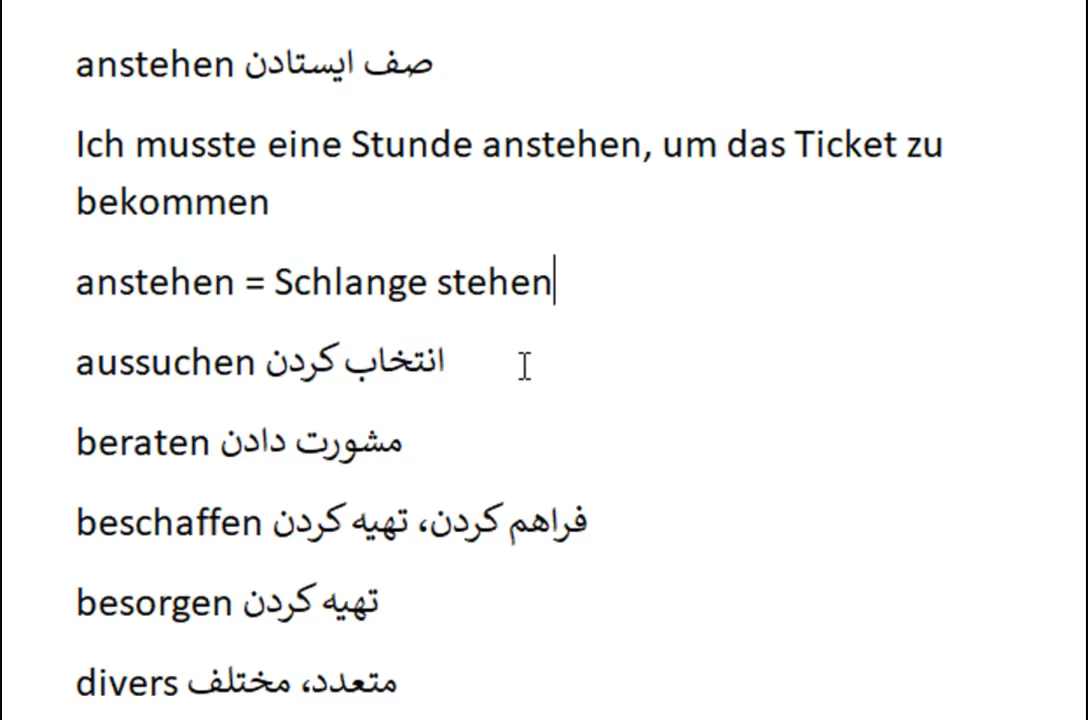 anstehen صف ایستادن
Ich musste eine Stunde anstehen, um das Ticket zu
bekommen
anstehen = Schlange stehen
aussuchen انتخاب کردن
beraten مشورت دادن
beschaffen فراهم کردن، تهیه کردن
besorgen تهیه کردن
divers متعدد، مختلف